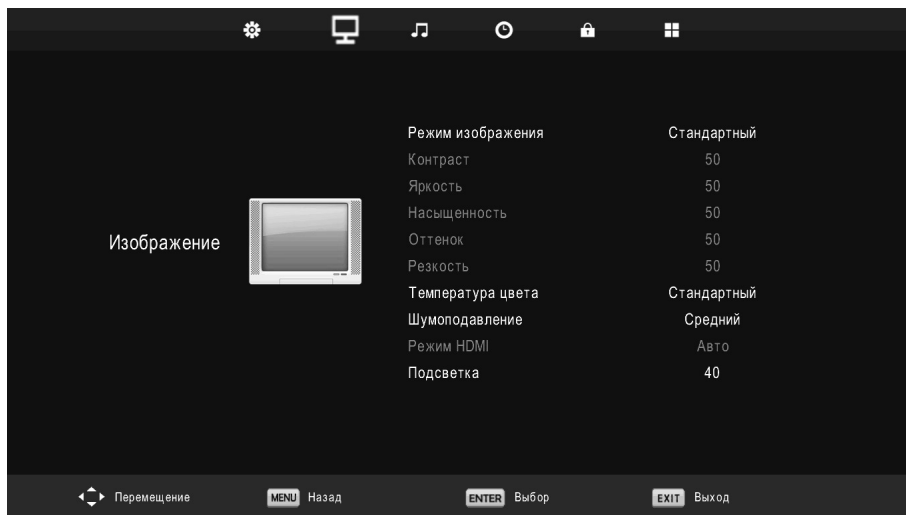 Режим изображения Стандартный
Контраст 50
Яркость 50
Насыщенность 50
Изображение
Оттенок 50
Резкость 50
Температура цвета Стандартный
Шумоподавление Средний
Режим HDMI Авто
Подсветка 40
Перемещение MENU Назад ENTER Выбор EXIT Выход